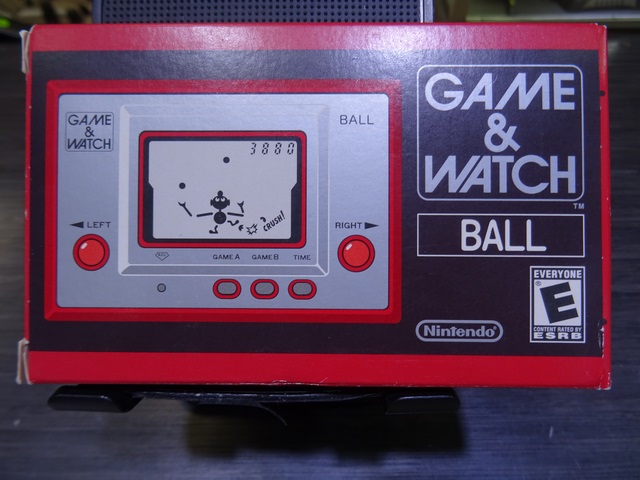 GAME
&
WATCH
BALL
3880
CRUSH!
◄LEFT
RIGHT►
GAME A GAME B TIME
GAME
&
WATCH
TM
BALL
Nintendo
®
EVERYONE
E
CONTENT RATED BY
ESRB